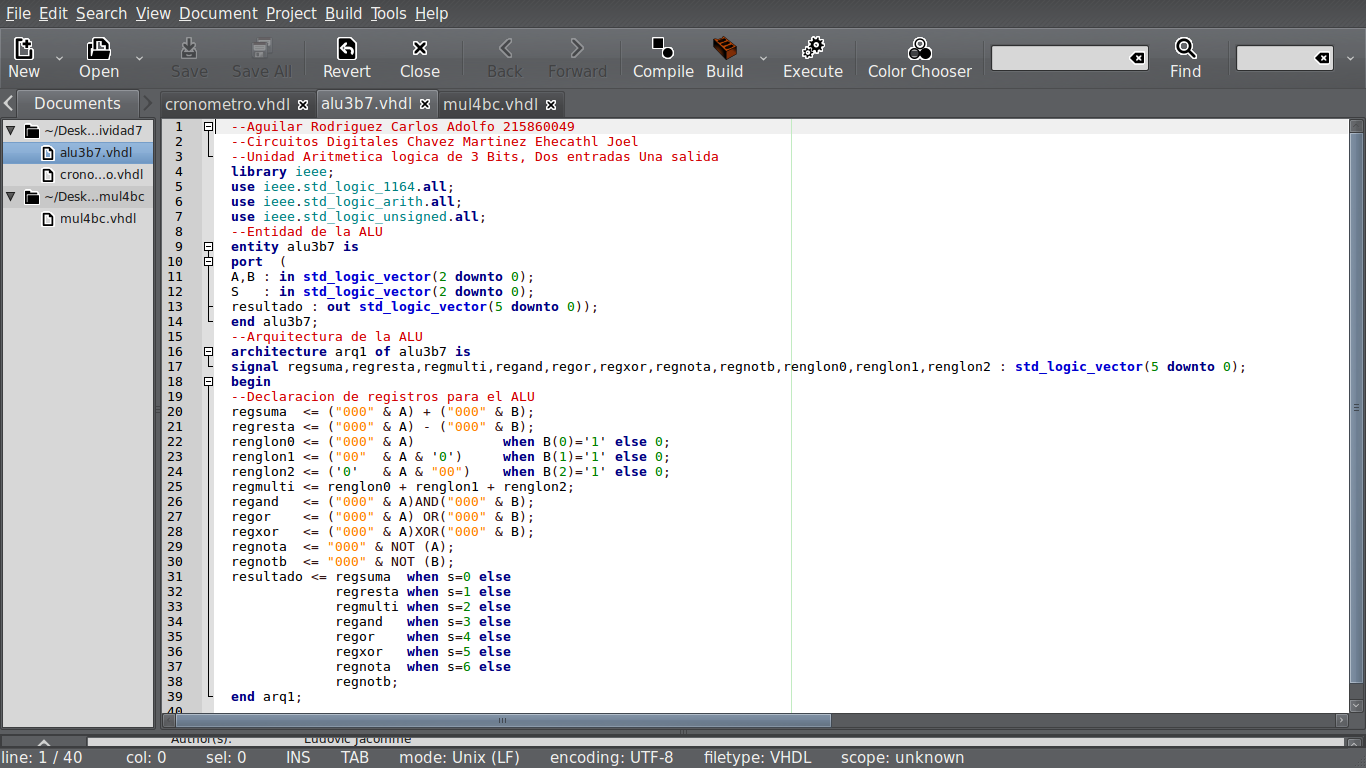 File Edit Search View Document Project Build Tools Help
New Open Save Save All Revert Close Back Forward Compile Build Execute Color Chooser Find
Documents cronometro.vhdl alu3b7.vhdl mul4bc.vhdl
~/Desk...ividad7
alu3b7.vhdl
crono...o.vhdl
~/Desk...mul4bc
mul4bc.vhdl
1 --Aguilar Rodriguez Carlos Adolfo 215860049
2 --Circuitos Digitales Chavez Martinez Ehecathl Joel
3 --Unidad Aritmetica logica de 3 Bits, Dos entradas Una salida
4 library ieee;
5 use ieee.std_logic_1164.all;
6 use ieee.std_logic_arith.all;
7 use ieee.std_logic_unsigned.all;
8 --Entidad de la ALU
9 entity alu3b7 is
10 port  (
11 A,B : in std_logic_vector(2 downto 0);
12 S   : in std_logic_vector(2 downto 0);
13 resultado : out std_logic_vector(5 downto 0));
14 end alu3b7;
15 --Arquitectura de la ALU
16 architecture arq1 of alu3b7 is
17 signal regsuma,regresta,regmulti,regand,regor,regxor,regnota,regnotb,renglon0,renglon1,renglon2 : std_logic_vector(5 downto 0);
18 begin
19 --Declaracion de registros para el ALU
20 regsuma  <= ("000" & A) + ("000" & B);
21 regresta <= ("000" & A) - ("000" & B);
22 renglon0 <= ("000" & A)           when B(0)='1' else 0;
23 renglon1 <= ("00"  & A & '0')     when B(1)='1' else 0;
24 renglon2 <= ('0'   & A & "00")    when B(2)='1' else 0;
25 regmulti <= renglon0 + renglon1 + renglon2;
26 regand   <= ("000" & A)AND("000" & B);
27 regor    <= ("000" & A) OR("000" & B);
28 regxor   <= ("000" & A)XOR("000" & B);
29 regnota  <= "000" & NOT (A);
30 regnotb  <= "000" & NOT (B);
31 resultado <= regsuma  when s=0 else
32              regresta when s=1 else
33              regmulti when s=2 else
34              regand   when s=3 else
35              regor    when s=4 else
36              regxor   when s=5 else
37              regnota  when s=6 else
38              regnotb;
39 end arq1;
40
Author(s): Ludovic Jacomme
line: 1 / 40 col: 0 sel: 0 INS TAB mode: Unix (LF) encoding: UTF-8 filetype: VHDL scope: unknown